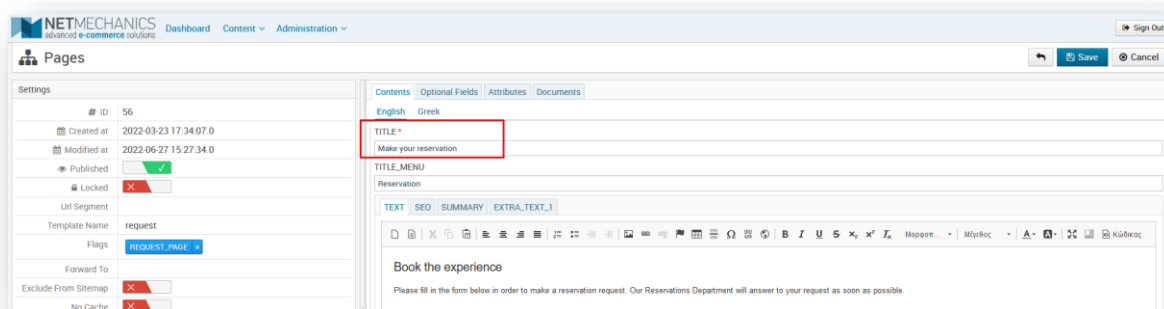 NETMECHANICS
advanced e-commerce solutions
Dashboard Content Administration
Sign Out
Pages
Save Cancel
Settings
# ID 56
Created at 2022-03-23 17:34:07.0
Modified at 2022-06-27 15:27:34.0
Published
Locked
Url Segment
Template Name request
Flags REQUEST_PAGE ×
Forward To
Exclude From Sitemap
No Cache
Contents Optional Fields Attributes Documents
English Greek
TITLE *
Make your reservation
TITLE_MENU
Reservation
TEXT SEO SUMMARY EXTRA_TEXT_1
B I U S x₂ x² Tx Μορφοπ... Μέγεθος A A Κώδικας
Book the experience
Please fill in the form below in order to make a reservation request. Our Reservations Department will answer to your request as soon as possible.